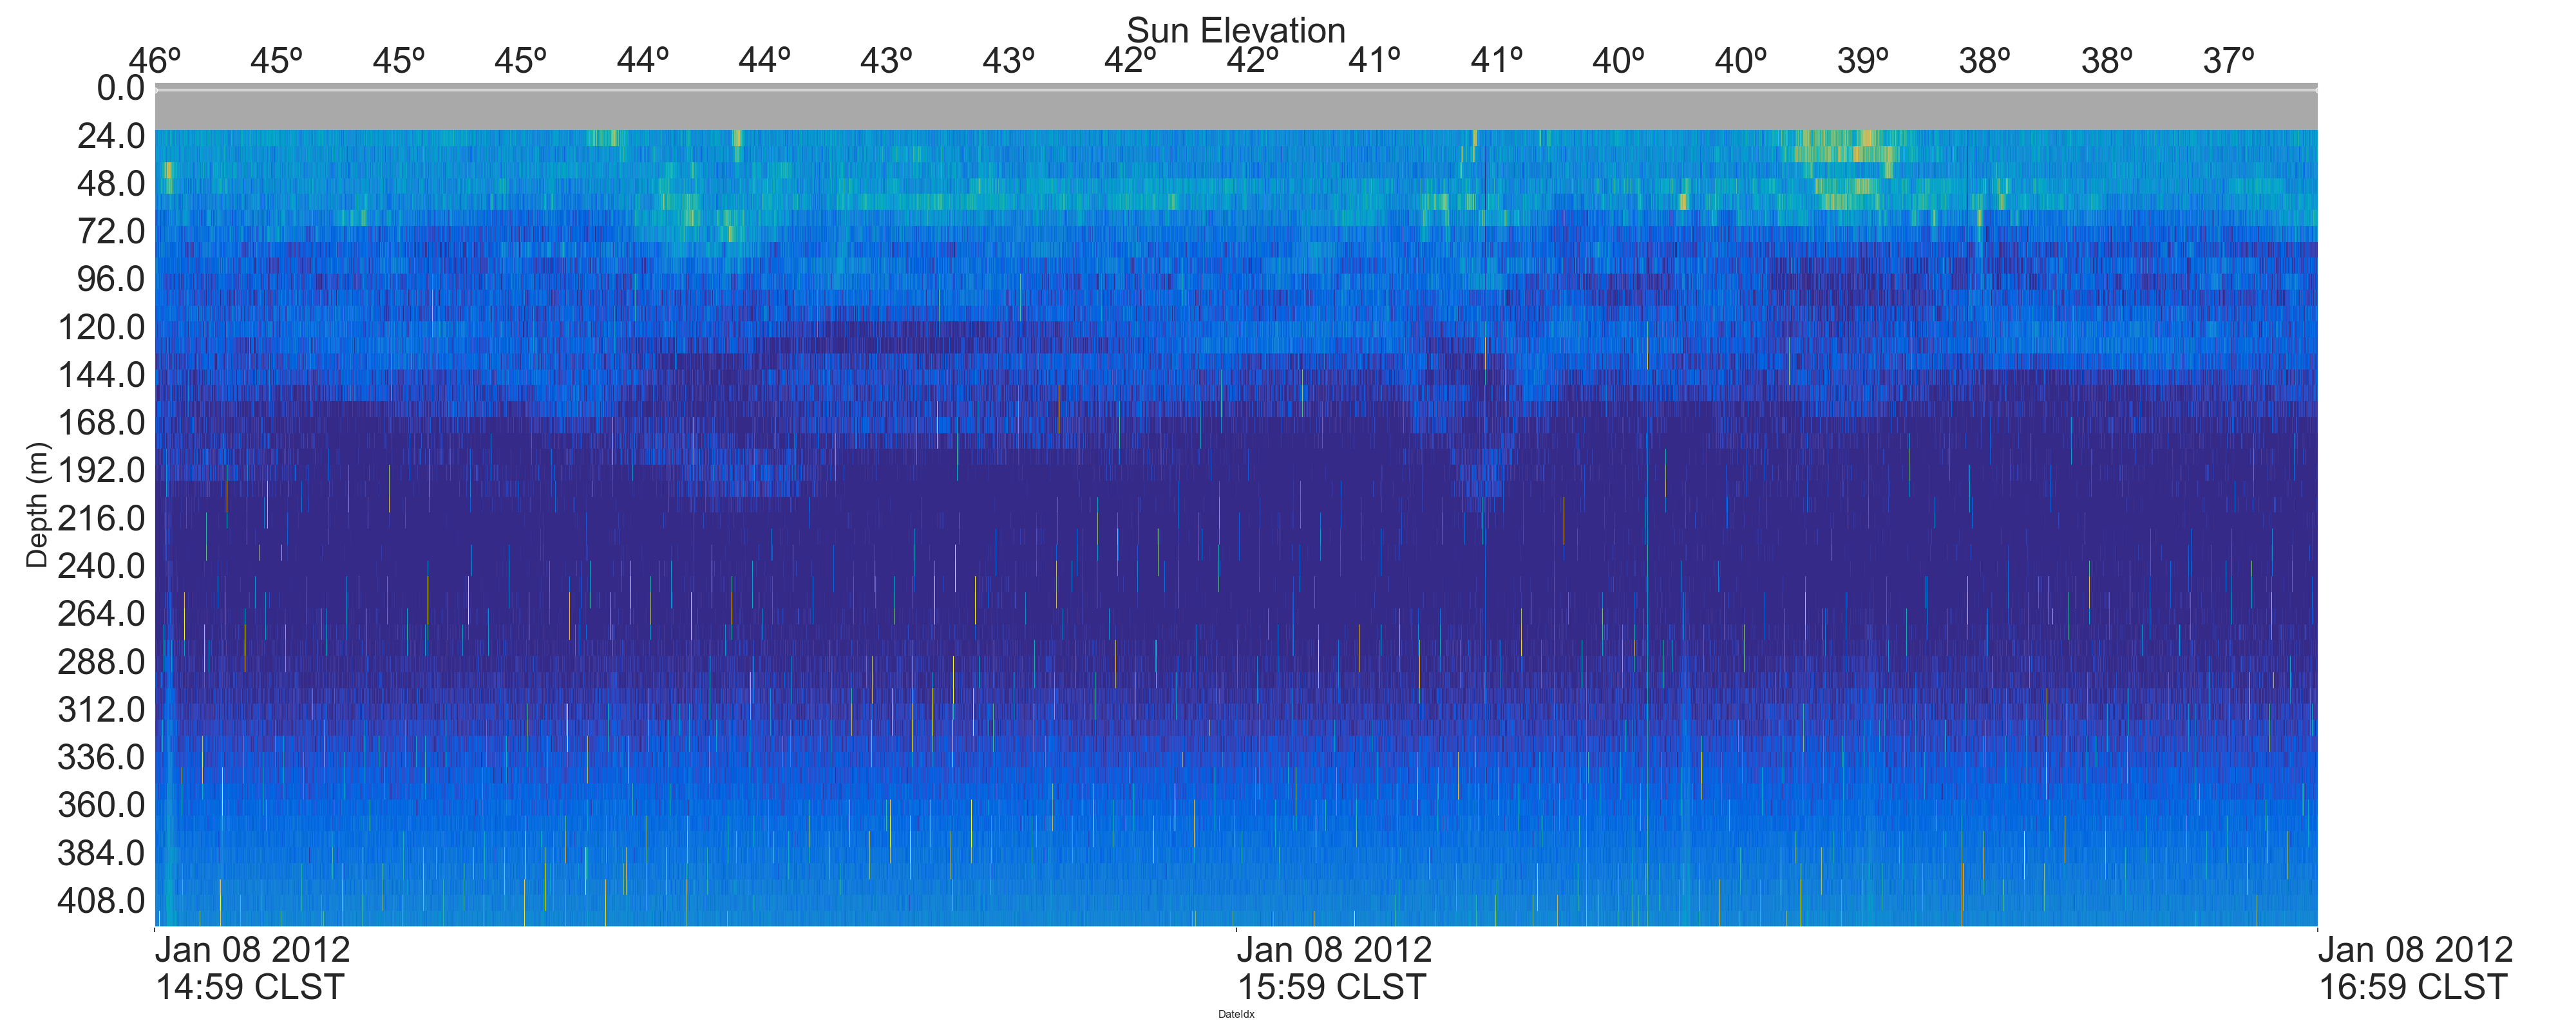 Sun Elevation
46º 45º 45º 45º 44º 44º 43º 43º 42º 42º 41º 41º 40º 40º 39º 38º 38º 37º
0.0
24.0
48.0
72.0
96.0
120.0
144.0
168.0
192.0
216.0
240.0
264.0
288.0
312.0
336.0
360.0
384.0
408.0
Depth (m)
Jan 08 2012
14:59 CLST
Jan 08 2012
15:59 CLST
Jan 08 2012
16:59 CLST
DateIdx